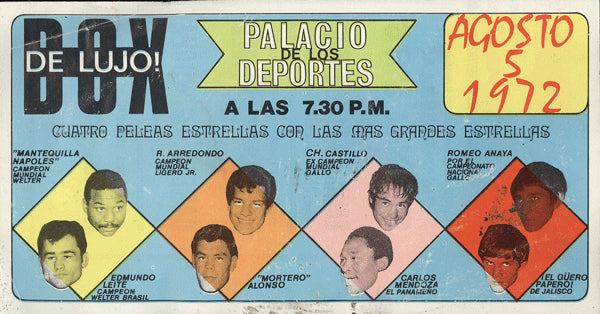 BOX
DE LUJO!
PALACIO
DE LOS
DEPORTES
A LAS 7.30 P.M.
AGOSTO
5
1972
CUATRO PELEAS ESTRELLAS CON LAS MAS GRANDES ESTRELLAS
"MANTEQUILLA
NAPOLES"
CAMPEON
MUNDIAL
WELTER
EDMUNDO
LEITE
CAMPEON
WELTER BRASIL
R. ARREDONDO
CAMPEON
MUNDIAL
LIGERO JR.
"MORTERO"
ALONSO
CH. CASTILLO
EX CAMPEON
MUNDIAL
GALLO
CARLOS
MENDOZA
EL PANAMEÑO
ROMEO ANAYA
POR EL
CAMPEONATO
NACIONA
GALLO
¡EL GÜERO
PAPERO!
DE JALISCO